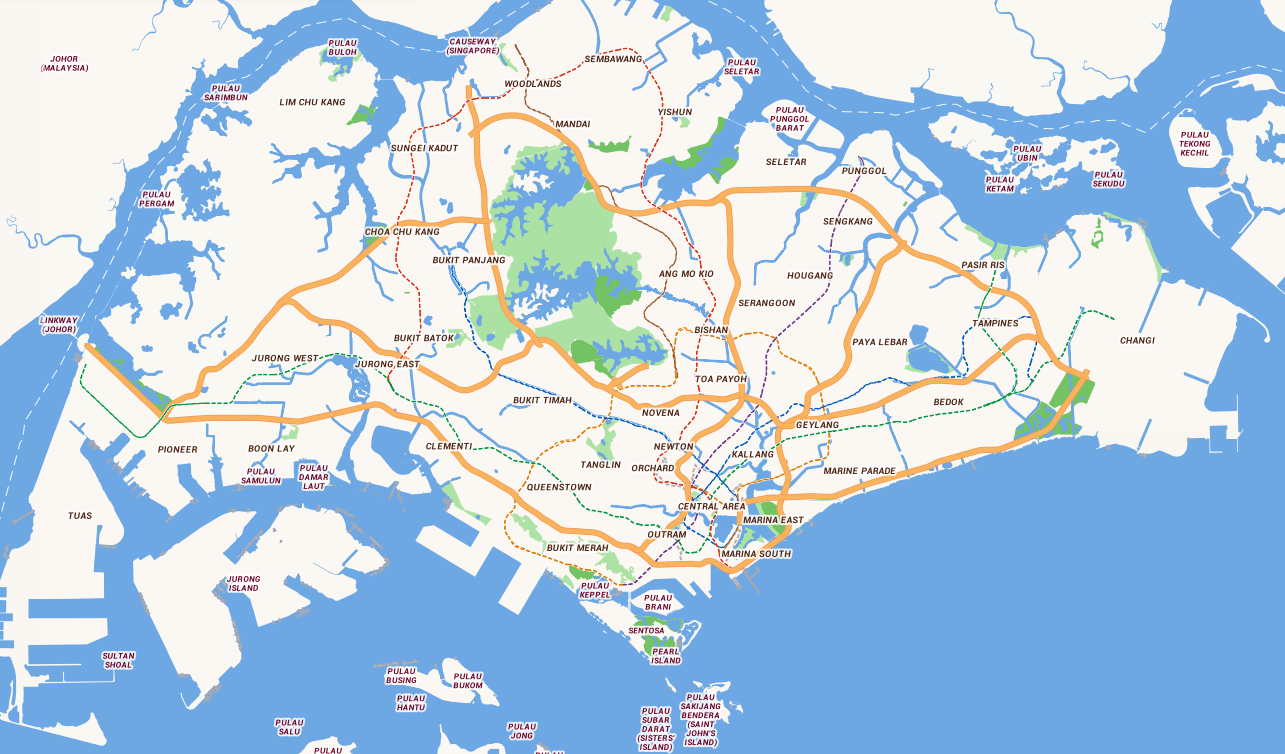 CAUSEWAY
(SINGAPORE)
PULAU
BULOH
JOHOR
(MALAYSIA)
SEMBAWANG
PULAU
SELETAR
WOODLANDS
PULAU
SARIMBUN
LIM CHU KANG
YISHUN
PULAU
PUNGGOL
BARAT
MANDAI
PULAU
TEKONG
KECHIL
SUNGEI KADUT
PULAU
UBIN
SELETAR
PUNGGOL
PULAU
KETAM
PULAU
SEKUDU
PULAU
PERGAM
SENGKANG
CHOA CHU KANG
BUKIT PANJANG
PASIR RIS
ANG MO KIO
HOUGANG
SERANGOON
LINKWAY
(JOHOR)
BISHAN
TAMPINES
BUKIT BATOK
PAYA LEBAR
CHANGI
JURONG WEST
JURONG EAST
TOA PAYOH
BUKIT TIMAH
BEDOK
NOVENA
GEYLANG
PIONEER
BOON LAY
CLEMENTI
NEWTON
KALLANG
TANGLIN
ORCHARD
MARINE PARADE
PULAU
SAMULUN
PULAU
DAMAR
LAUT
QUEENSTOWN
CENTRAL AREA
TUAS
MARINA EAST
OUTRAM
BUKIT MERAH
MARINA SOUTH
JURONG
ISLAND
PULAU
KEPPEL
PULAU
BRANI
SENTOSA
PEARL
ISLAND
SULTAN
SHOAL
PULAU
BUSING
PULAU
BUKOM
PULAU
HANTU
PULAU
SUBAR
DARAT
(SISTERS'
ISLAND)
PULAU
SAKIJANG
BENDERA
(SAINT
JOHN'S
ISLAND)
PULAU
SALU
PULAU
JONG
PULAU